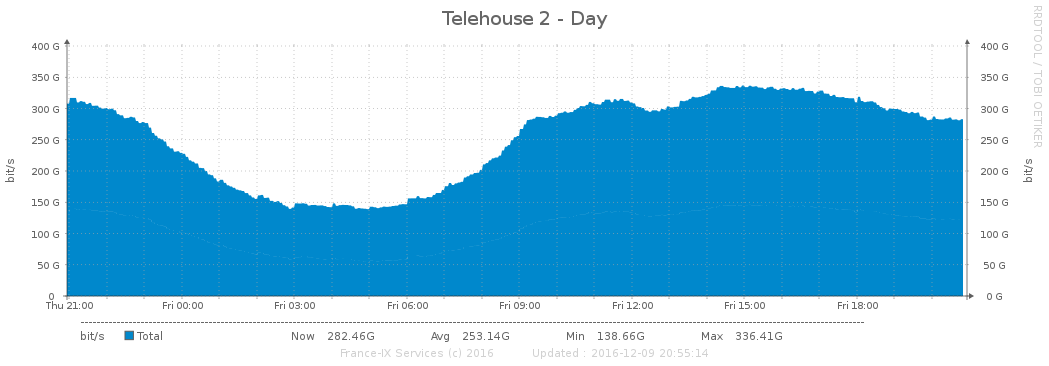 Telehouse 2 - Day
RRDTOOL / TOBI OETIKER
400 G 400 G
350 G 350 G
300 G 300 G
250 G 250 G
200 G 200 G
150 G 150 G
100 G 100 G
50 G 50 G
0 0 G
bit/s
bit/s
Thu 21:00 Fri 00:00 Fri 03:00 Fri 06:00 Fri 09:00 Fri 12:00 Fri 15:00 Fri 18:00
bit/s Total Now 282.46G Avg 253.14G Min 138.66G Max 336.41G
France-IX Services (c) 2016 Updated : 2016-12-09 20:55:14